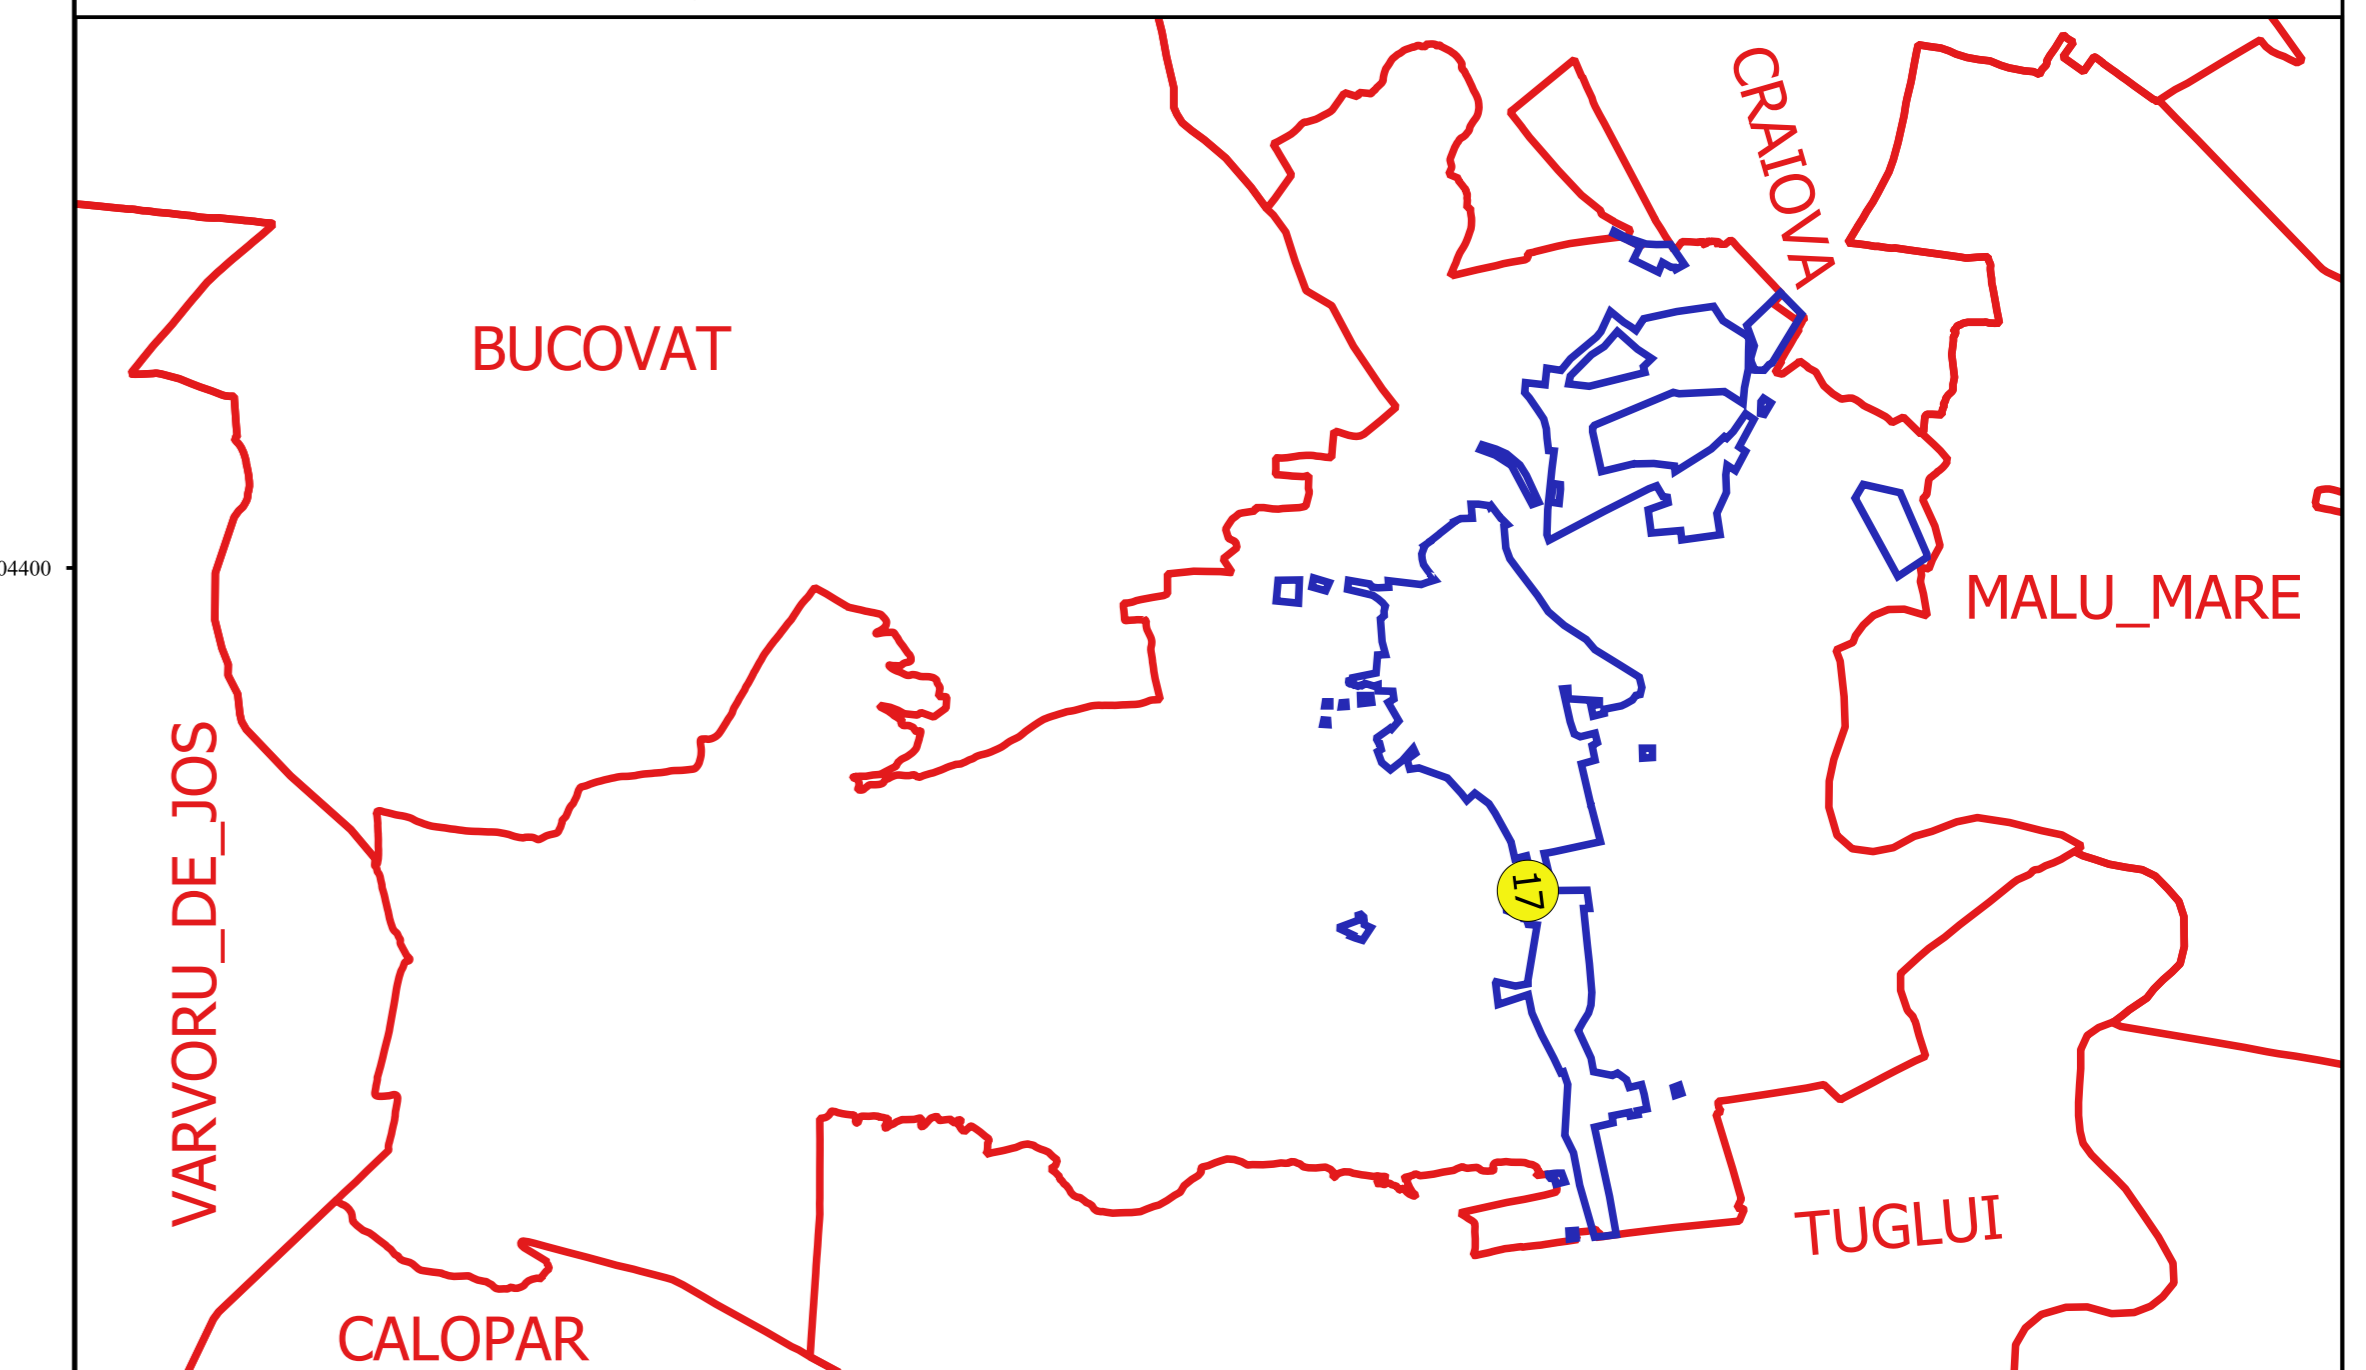 CRAIOVA
BUCOVAT
04400
MALU_MARE
VARVORU_DE_JOS
17
TUGLUI
CALOPAR